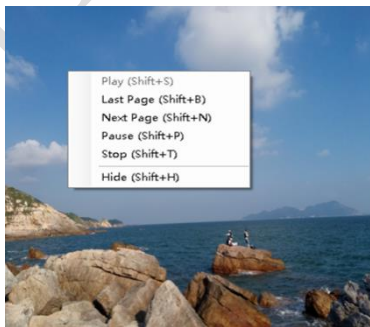 Play (Shift+S)
Last Page (Shift+B)
Next Page (Shift+N)
Pause (Shift+P)
Stop (Shift+T)
Hide (Shift+H)